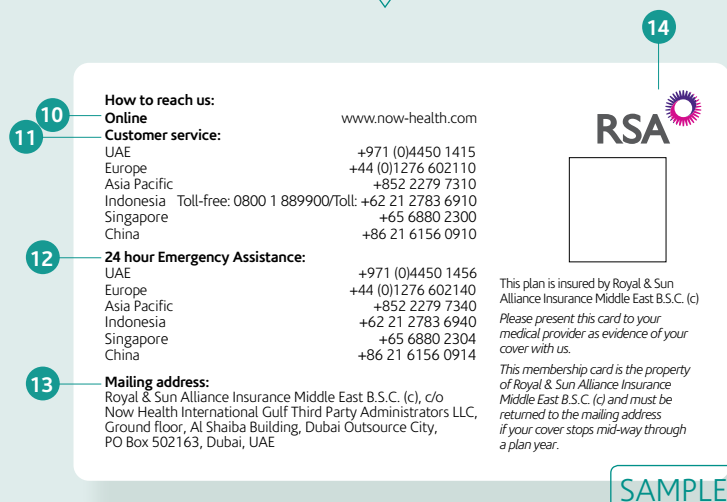 14
How to reach us:
10 Online www.now-health.com
11 Customer service:
UAE +971 (0)4450 1415
Europe +44 (0)1276 602110
Asia Pacific +852 2279 7310
Indonesia Toll-free: 0800 1 889900/Toll: +62 21 2783 6910
Singapore +65 6880 2300
China +86 21 6156 0910
12 24 hour Emergency Assistance:
UAE +971 (0)4450 1456
Europe +44 (0)1276 602140
Asia Pacific +852 2279 7340
Indonesia +62 21 2783 6940
Singapore +65 6880 2304
China +86 21 6156 0914
13 Mailing address:
Royal & Sun Alliance Insurance Middle East B.S.C. (c), c/o
Now Health International Gulf Third Party Administrators LLC,
Ground floor, Al Shaiba Building, Dubai Outsource City,
PO Box 502163, Dubai, UAE
RSA
This plan is insured by Royal & Sun
Alliance Insurance Middle East B.S.C. (c)
Please present this card to your
medical provider as evidence of your
cover with us.
This membership card is the property
of Royal & Sun Alliance Insurance
Middle East B.S.C. (c) and must be
returned to the mailing address
if your cover stops mid-way through
a plan year.
SAMPLE